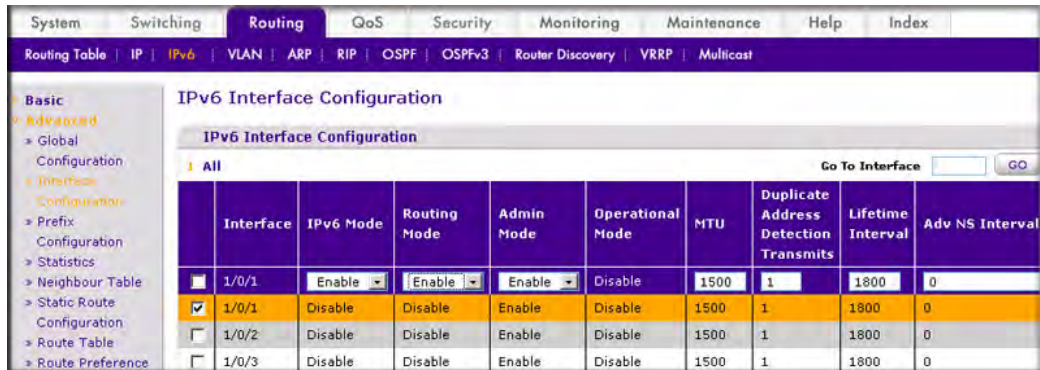 System Switching Routing QoS Security Monitoring Maintenance Help Index
Routing Table | IP | IPv6 | VLAN | ARP | RIP | OSPF | OSPFv3 | Router Discovery | VRRP | Multicast
Basic
Advanced
» Global
Configuration
» Interface
Configuration
» Prefix
Configuration
» Statistics
» Neighbour Table
» Static Route
Configuration
» Route Table
» Route Preference
IPv6 Interface Configuration
IPv6 Interface Configuration
1 All Go To Interface GO
Interface IPv6 Mode Routing Mode Admin Mode Operational Mode MTU Duplicate Address Detection Transmits Lifetime Interval Adv NS Interval
1/0/1 Enable Enable Enable Disable 1500 1 1800 0
1/0/1 Disable Disable Enable Disable 1500 1 1800 0
1/0/2 Disable Disable Enable Disable 1500 1 1800 0
1/0/3 Disable Disable Enable Disable 1500 1 1800 0